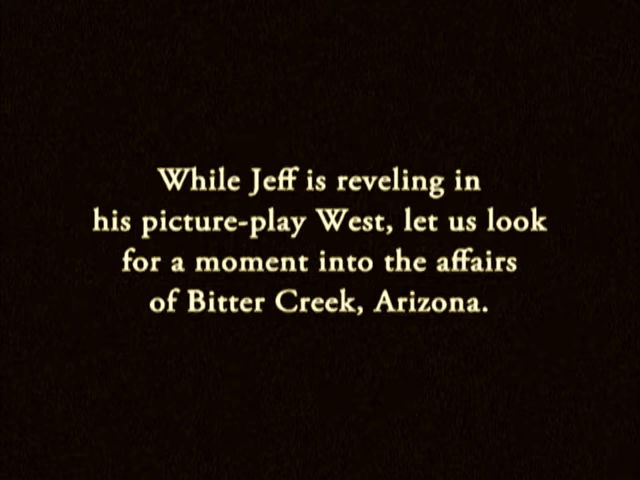 While Jeff is reveling in
his picture-play West, let us look
for a moment into the affairs
of Bitter Creek, Arizona.